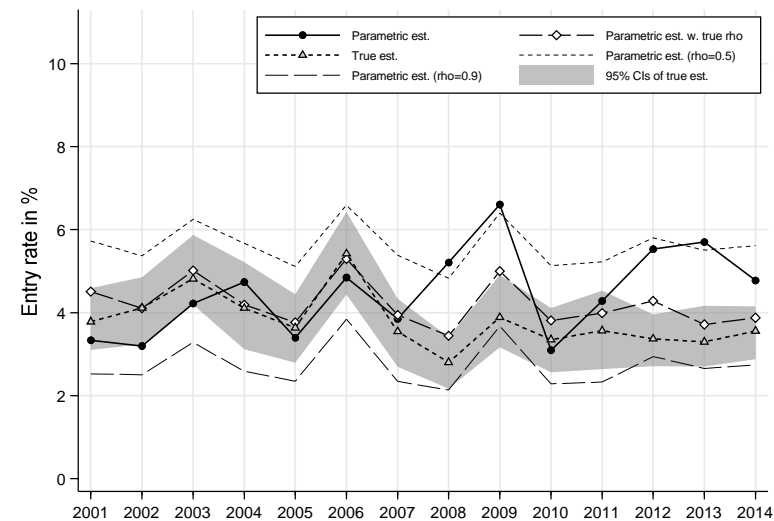 Parametric est.
Parametric est. w. true rho
True est.
Parametric est. (rho=0.5)
Parametric est. (rho=0.9)
95% CIs of true est.
Entry rate in %
10
8
6
4
2
0
2001 2002 2003 2004 2005 2006 2007 2008 2009 2010 2011 2012 2013 2014